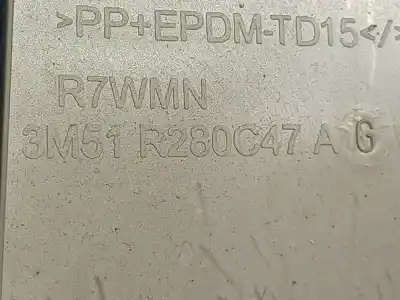 >PP+EPDM-TD15</>
R7WMN
3M51 R280C47 A G